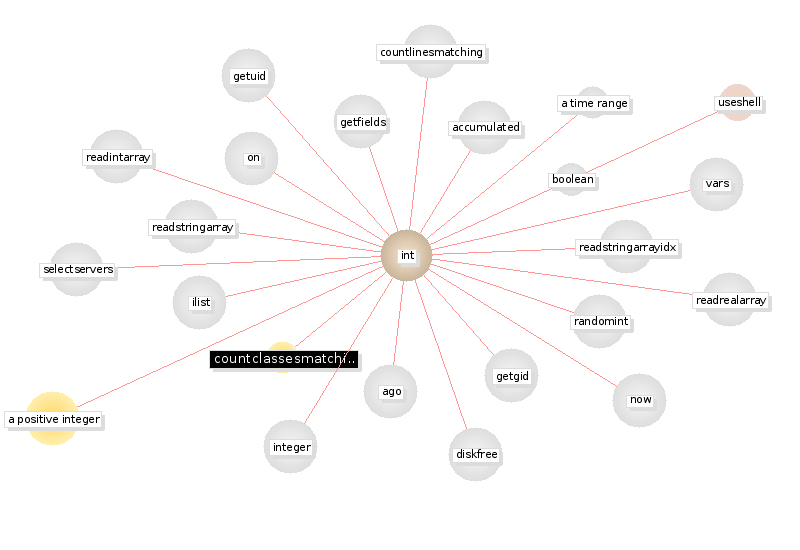 countlinesmatching
getuid
useshell
a time range
getfields
accumulated
readintarray
on
boolean
vars
readstringarray
readstringarrayidx
int
selectservers
ilist
readrealarray
randomint
countclassesmatchi..
getgid
ago
now
a positive integer
integer
diskfree